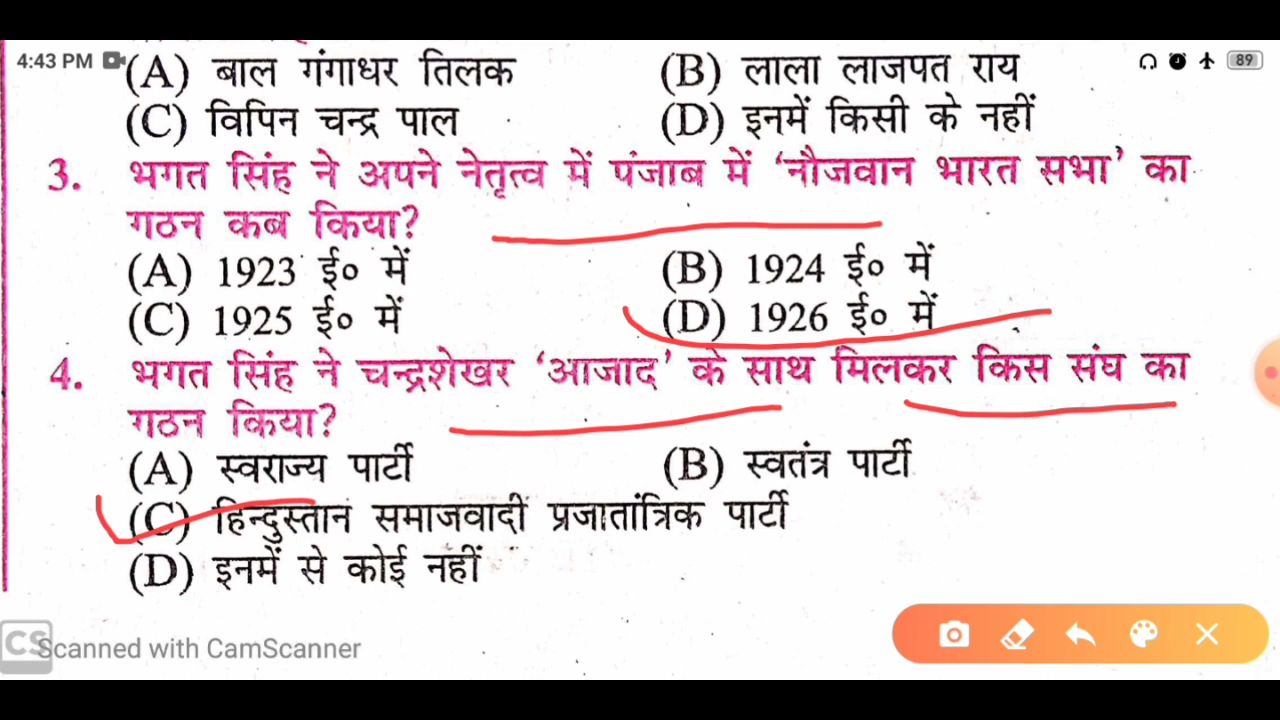 4:43 PM
89
(A) बाल गंगाधर तिलक (B) लाला लाजपत राय
(C) विपिन चन्द्र पाल (D) इनमें किसी के नहीं
3. भगत सिंह ने अपने नेतृत्व में पंजाब में ‘नौजवान भारत सभा’ का
गठन कब किया?
(A) 1923 ई० में (B) 1924 ई० में
(C) 1925 ई० में (D) 1926 ई० में
4. भगत सिंह ने चन्द्रशेखर ‘आजाद’ के साथ मिलकर किस संघ का
गठन किया?
(A) स्वराज्य पार्टी (B) स्वतंत्र पार्टी
(C) हिन्दुस्तान समाजवादी प्रजातांत्रिक पार्टी
(D) इनमें से कोई नहीं
CS Scanned with CamScanner